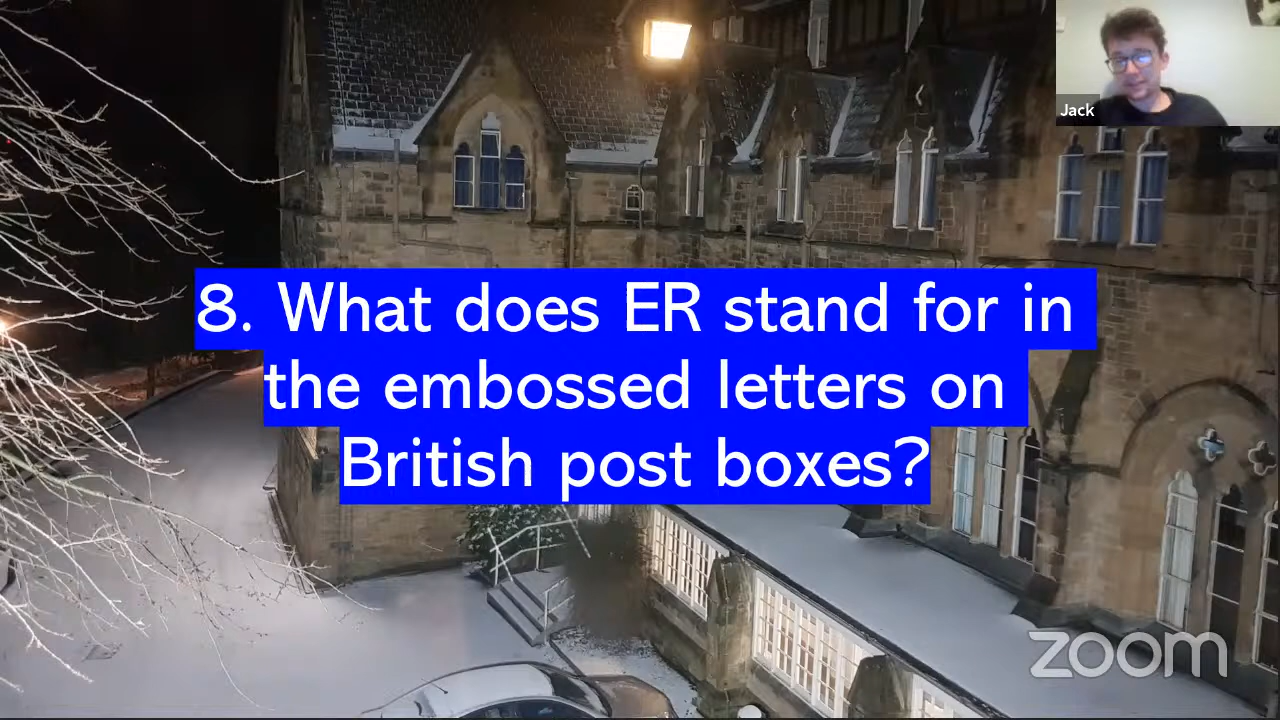 Jack
8. What does ER stand for in
the embossed letters on
British post boxes?
zoom